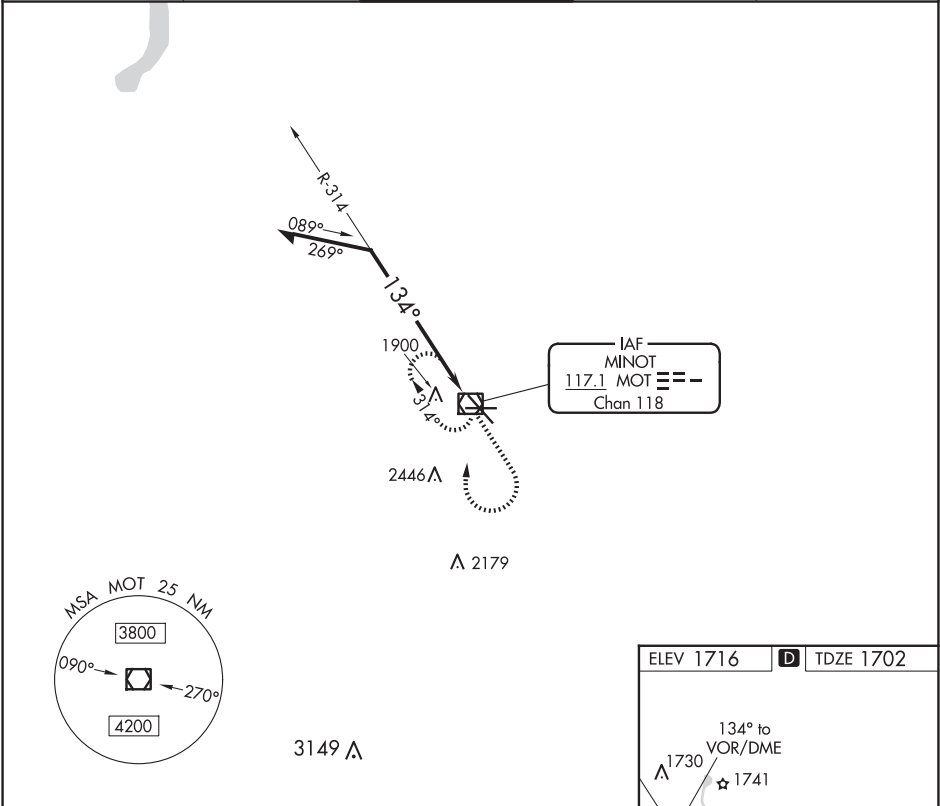 R-314
089°
269°
134°
1900
314°
IAF
MINOT
117.1 MOT
Chan 118
2446
2179
MSA MOT 25 NM
3800
090°
270°
4200
3149
ELEV 1716 D TDZE 1702
134° to
VOR/DME
1730
1741